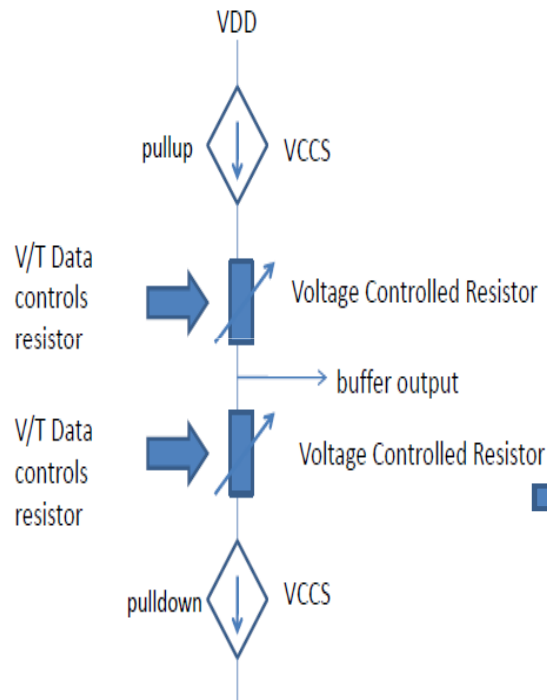 VDD
pullup
VCCS
V/T Data
controls
resistor
Voltage Controlled Resistor
buffer output
V/T Data
controls
resistor
Voltage Controlled Resistor
pulldown
VCCS